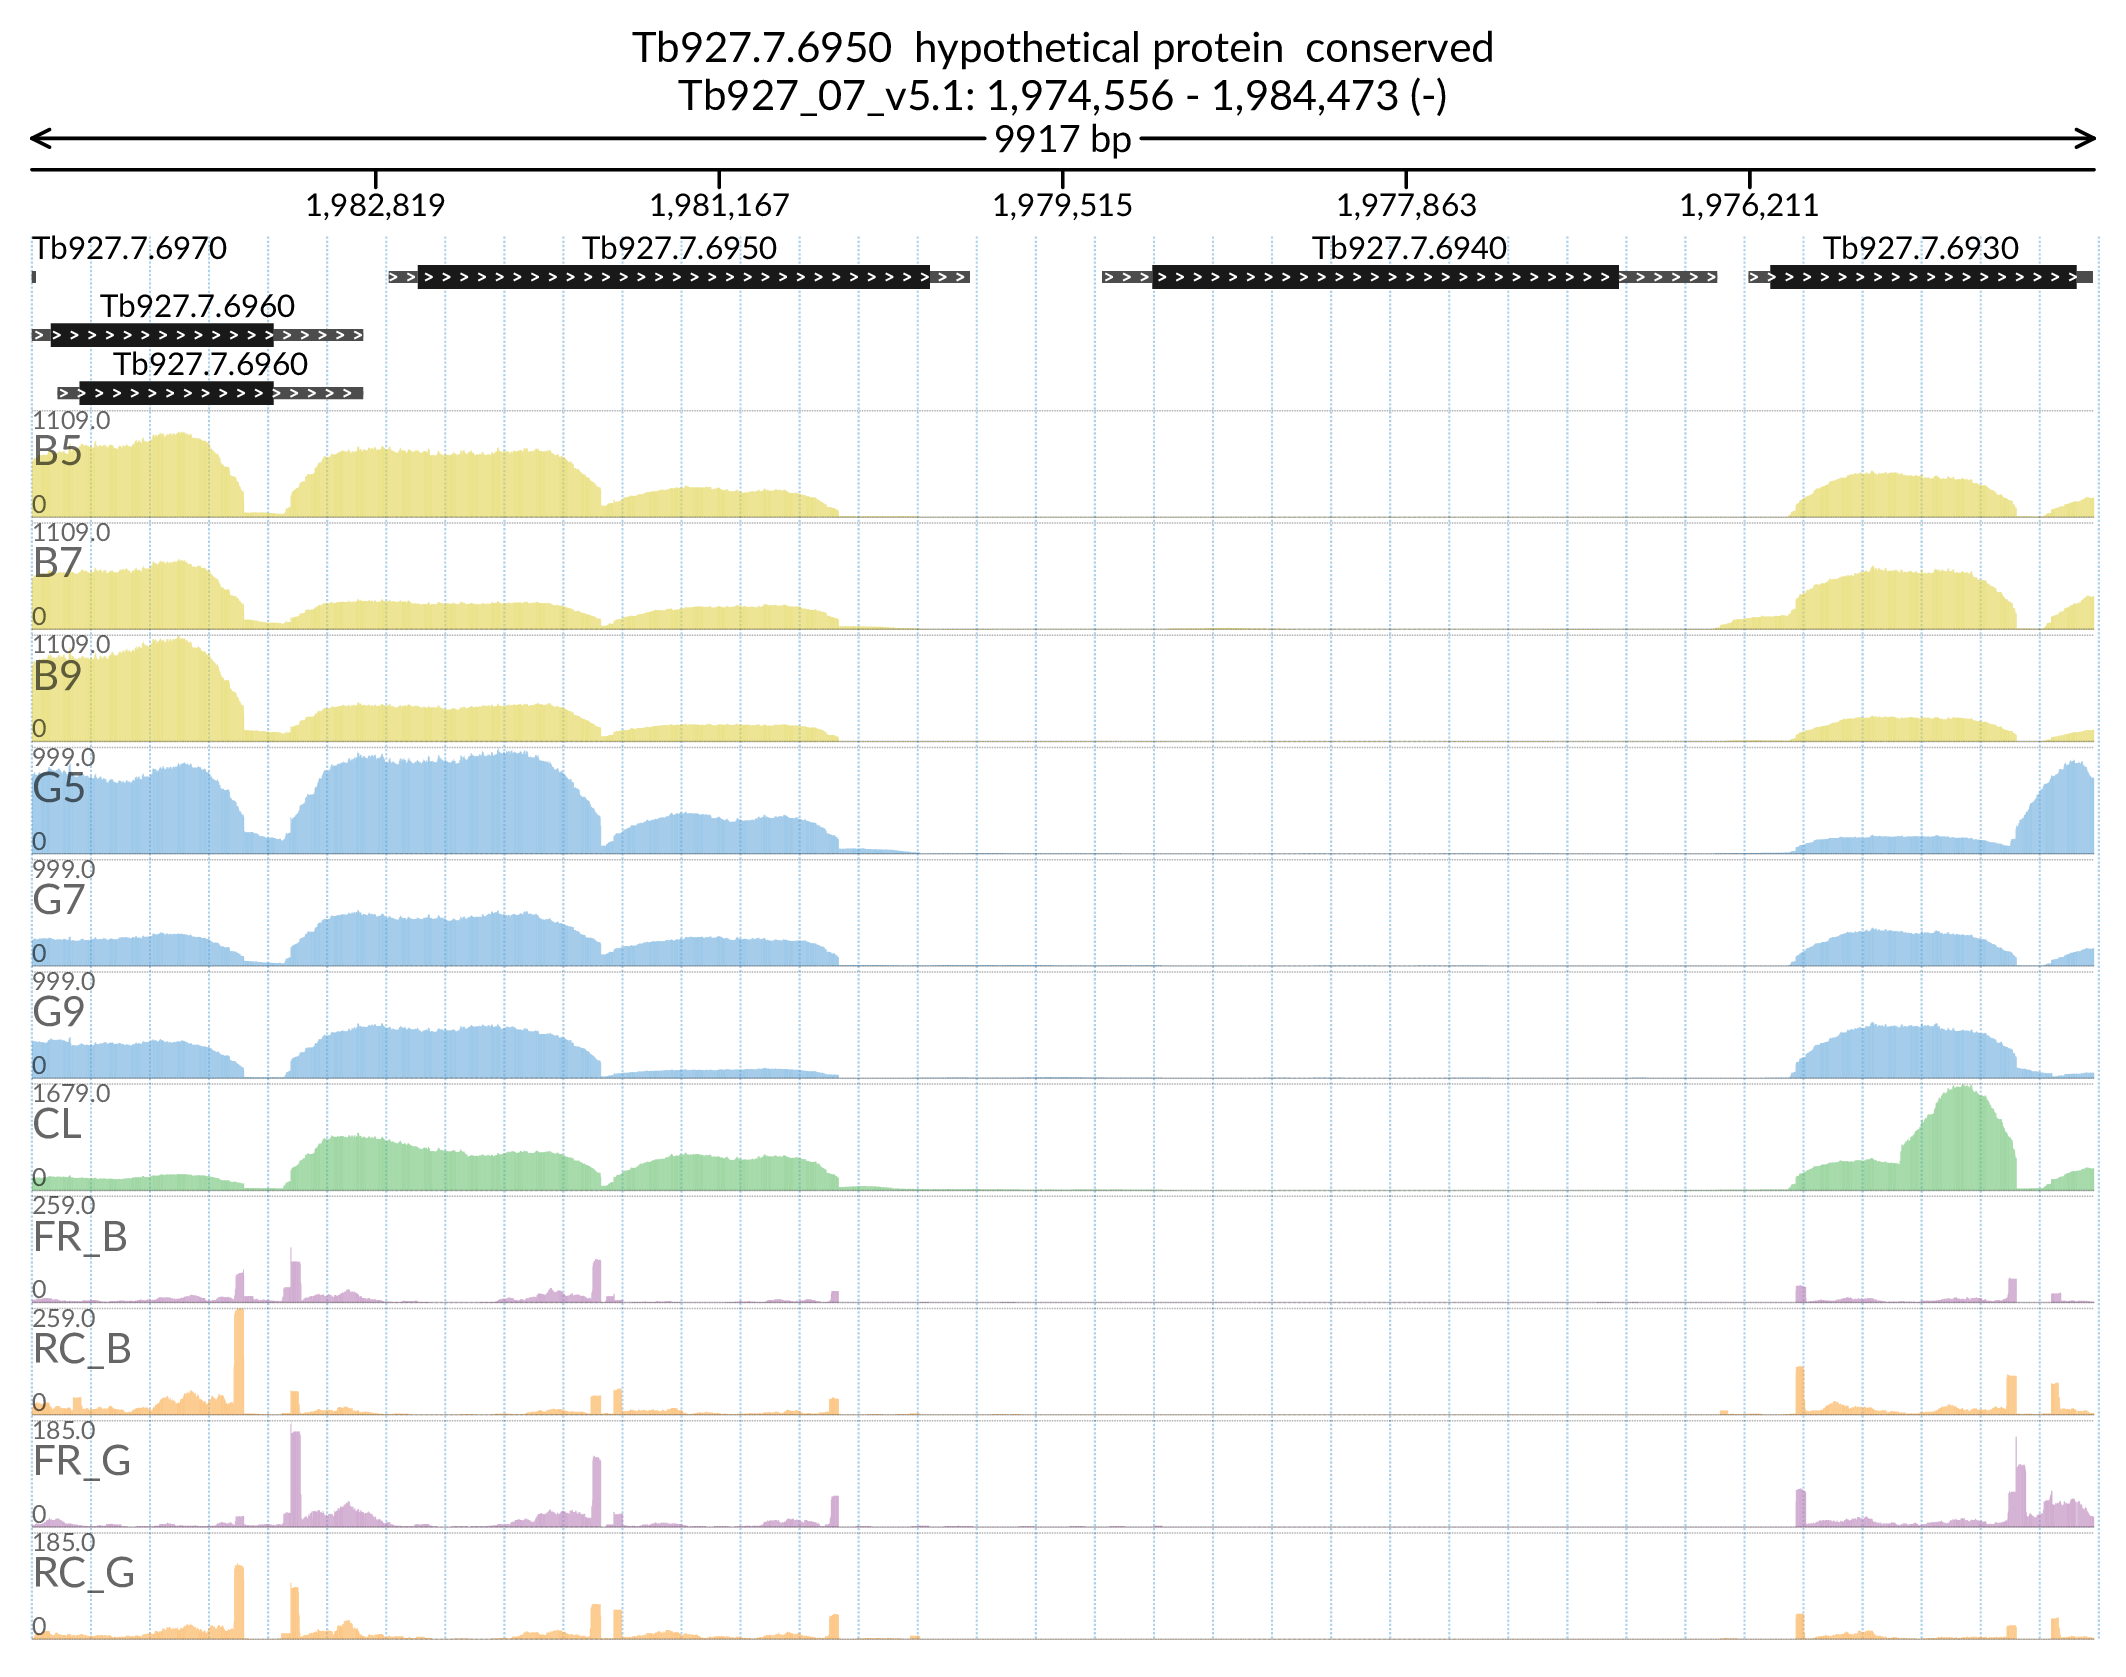 Tb927.7.6950 hypothetical protein conserved
Tb927_07_v5.1: 1,974,556 - 1,984,473 (-)
9917 bp
1,982,819 1,981,167 1,979,515 1,977,863 1,976,211
Tb927.7.6970 Tb927.7.6950 Tb927.7.6940 Tb927.7.6930
Tb927.7.6960
Tb927.7.6960
1109.0
B5
0
1109.0
B7
0
1109.0
B9
0
999.0
G5
0
999.0
G7
0
999.0
G9
0
1679.0
CL
0
259.0
FR_B
0
259.0
RC_B
0
185.0
FR_G
0
185.0
RC_G
0